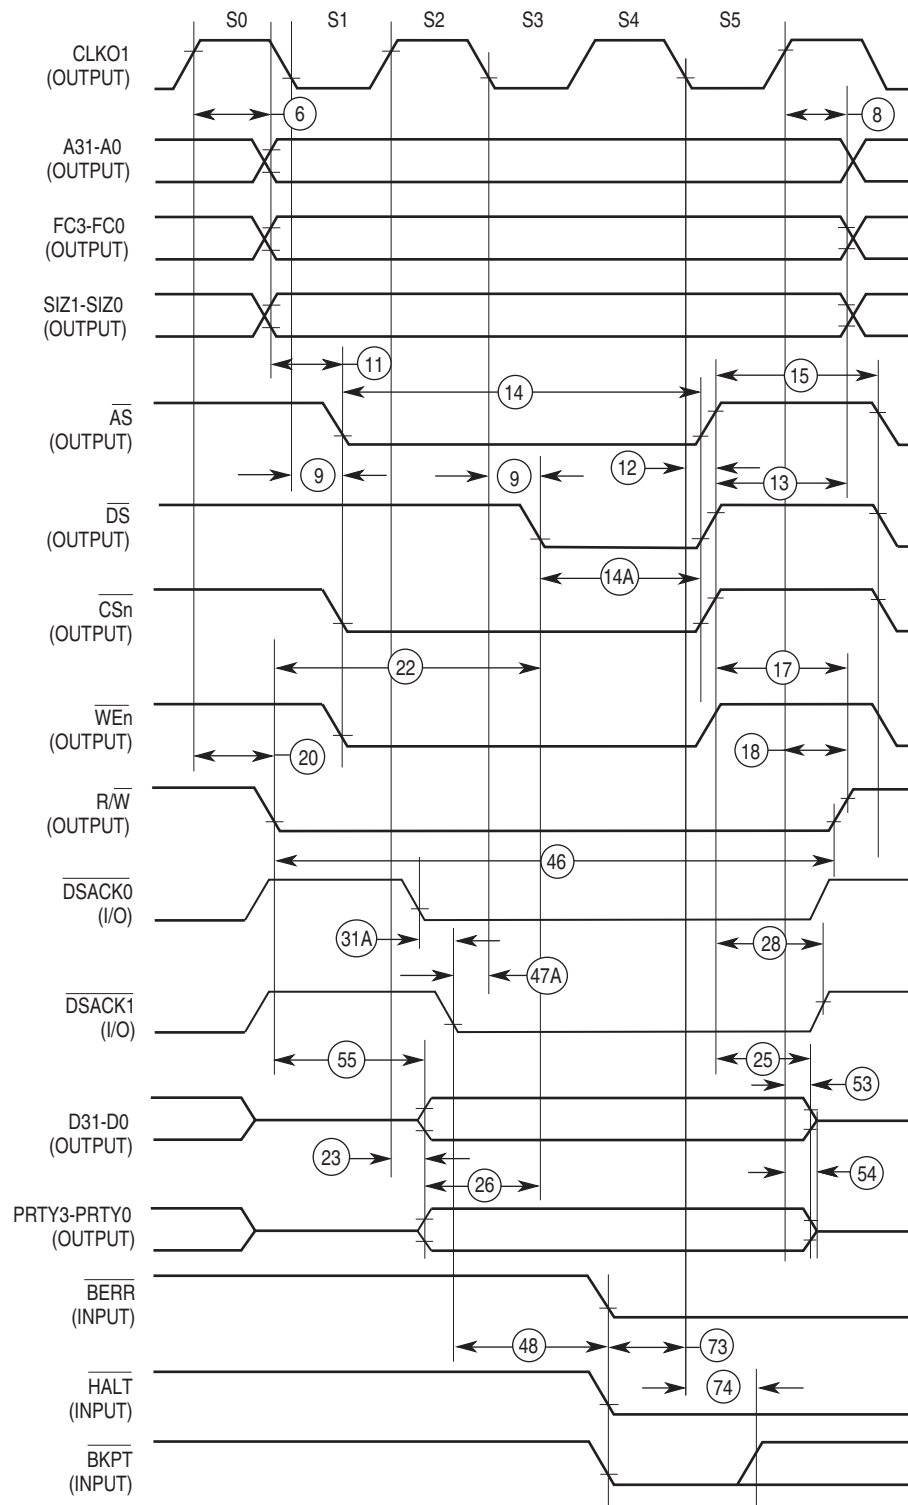 S0 S1 S2 S3 S4 S5
CLKO1
(OUTPUT)
6 8
A31-A0
(OUTPUT)
FC3-FC0
(OUTPUT)
SIZ1-SIZ0
(OUTPUT)
11 15
14
AS
(OUTPUT)
9 9 12 13
DS
(OUTPUT)
14A
CSn
(OUTPUT)
22 17
WEn
(OUTPUT)
20 18
R/W
(OUTPUT)
46
DSACK0
(I/O)
31A 28
47A
DSACK1
(I/O)
55 25
53
D31-D0
(OUTPUT)
23 54
26
PRTY3-PRTY0
(OUTPUT)
BERR
(INPUT)
48 73
HALT
(INPUT)
74
BKPT
(INPUT)